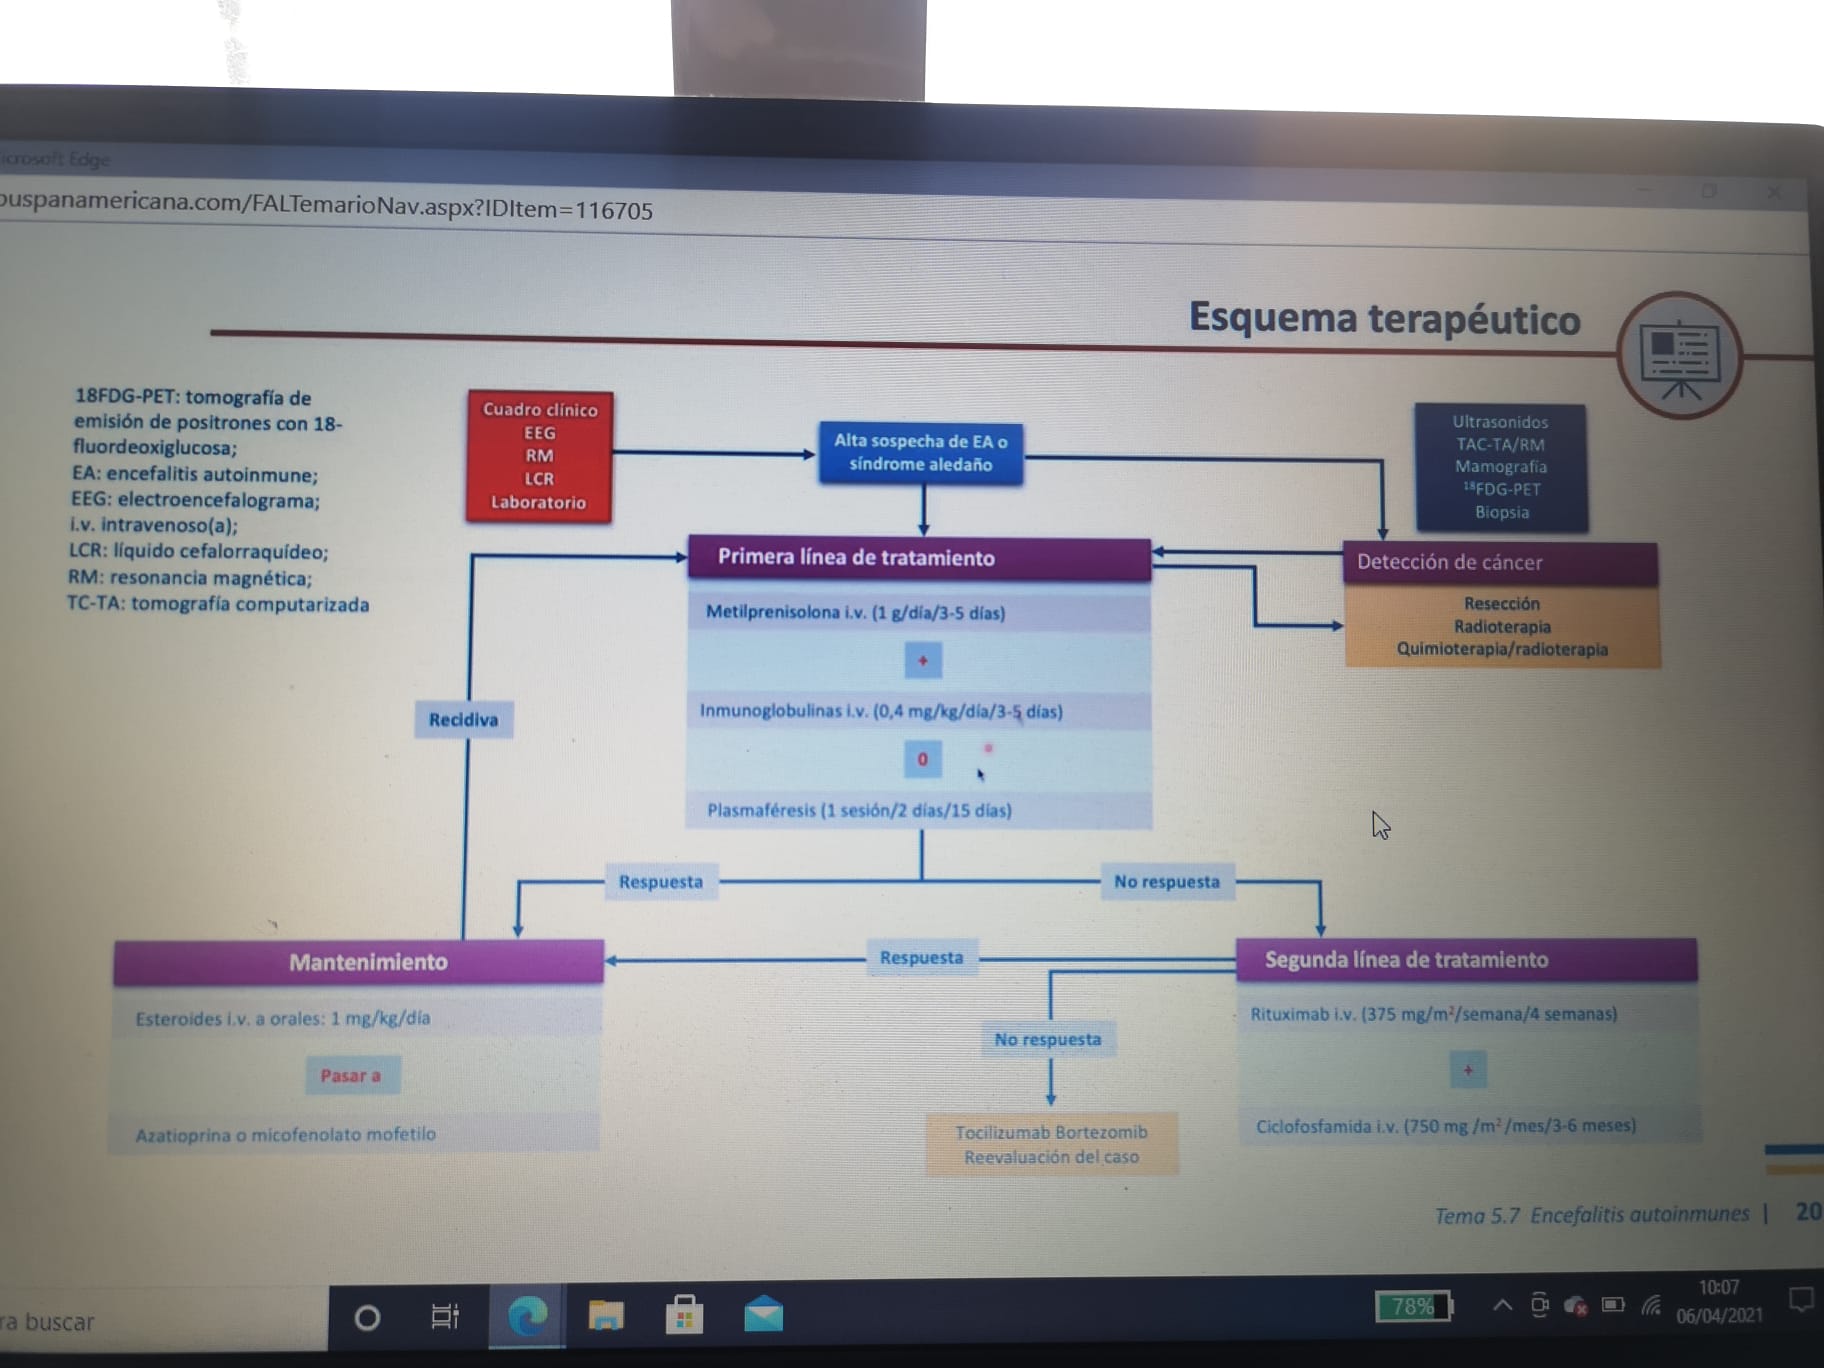 icrosoft Edge
ouspanamericana.com/FALTemarioNav.aspx?IDItem=116705
Esquema terapéutico
18FDG-PET: tomografía de
emisión de positrones con 18-
fluordeoxiglucosa;
EA: encefalitis autoinmune;
EEG: electroencefalograma;
i.v. intravenoso(a);
LCR: líquido cefalorraquídeo;
RM: resonancia magnética;
TC-TA: tomografía computarizada
Cuadro clínico
EEG
RM
LCR
Laboratorio
Alta sospecha de EA o
síndrome aledaño
Ultrasonidos
TAC-TA/RM
Mamografía
¹⁸FDG-PET
Biopsia
Primera línea de tratamiento
Metilprenisolona i.v. (1 g/día/3-5 días)
+
Inmunoglobulinas i.v. (0,4 mg/kg/día/3-5 días)
0
Plasmaféresis (1 sesión/2 días/15 días)
Detección de cáncer
Resección
Radioterapia
Quimioterapia/radioterapia
Recidiva
Respuesta
No respuesta
Mantenimiento
Esteroides i.v. a orales: 1 mg/kg/día
Pasar a
Azatioprina o micofenolato mofetilo
Respuesta
No respuesta
Tocilizumab Bortezomib
Reevaluación del caso
Segunda línea de tratamiento
Rituximab i.v. (375 mg/m²/semana/4 semanas)
+
Ciclofosfamida i.v. (750 mg /m²/mes/3-6 meses)
Tema 5.7 Encefalitis autoinmunes | 20
ra buscar
78%
10:07
06/04/2021